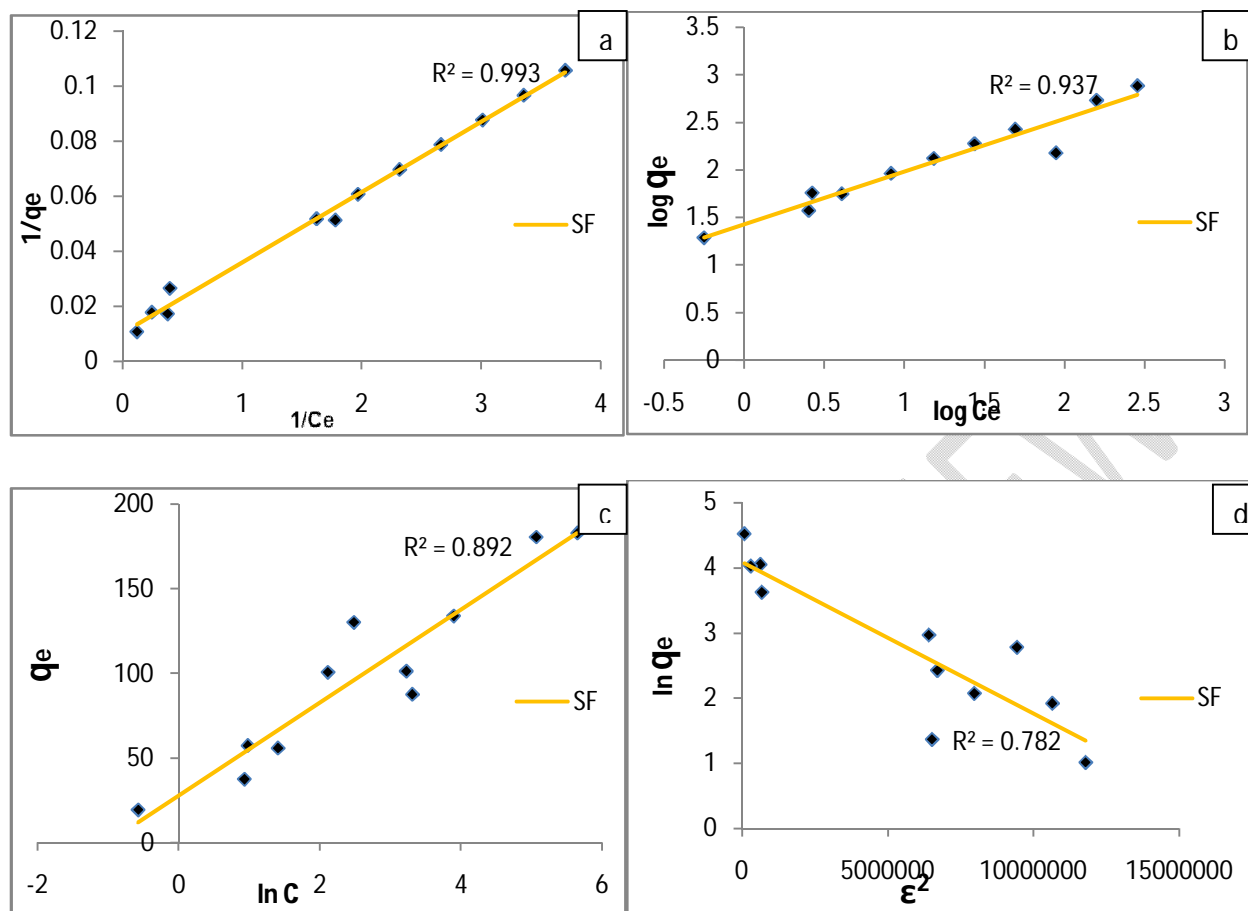 a
0.12
0.1
0.08
0.06
0.04
0.02
0
R² = 0.993
1/qe
SF
0 1 2 3 4
1/Ce
b
3.5
3
2.5
2
1.5
1
0.5
0
R² = 0.937
log qe
SF
-0.5 0 0.5 1 1.5 2 2.5 3
log Ce
c
200
150
100
50
0
R² = 0.892
qe
SF
-2 0 2 4 6
ln C
d
5
4
3
2
1
0
ln qe
SF
R² = 0.782
0 5000000 10000000 15000000
ε²